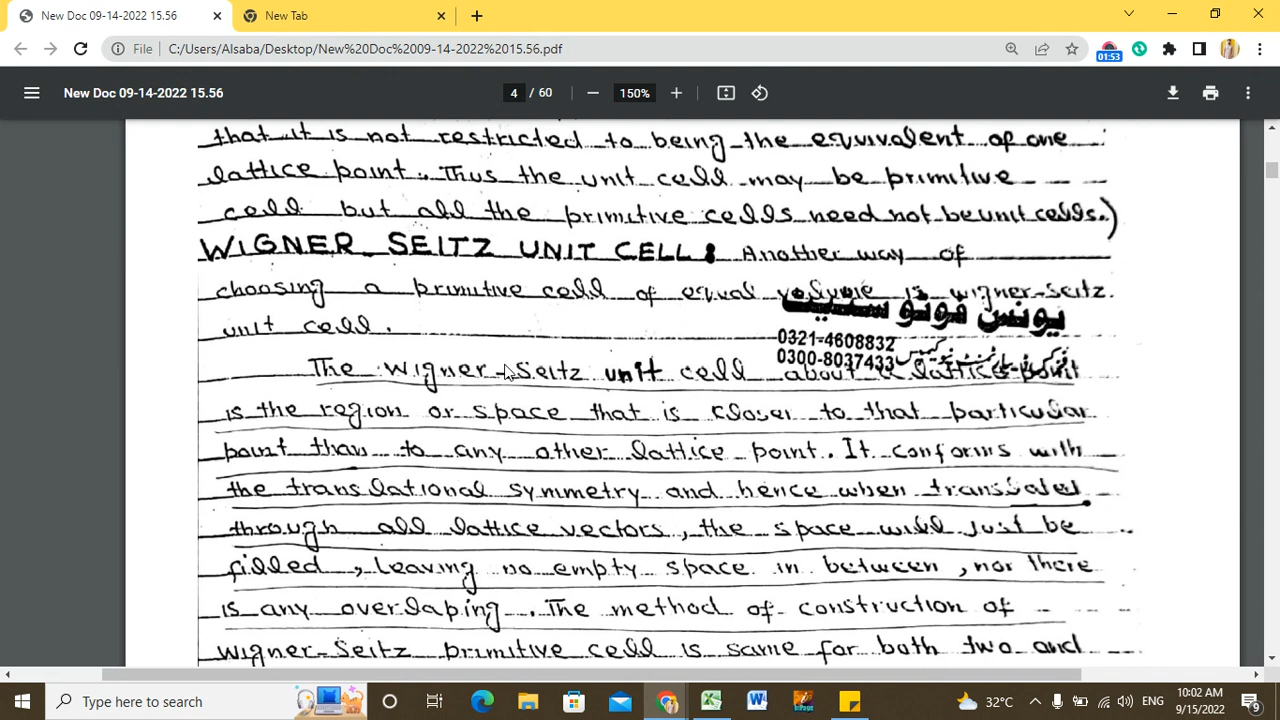 New Doc 09-14-2022 15.56
New Tab
File C:/Users/Alsaba/Desktop/New%20Doc%2009-14-2022%2015.56.pdf
01:53
New Doc 09-14-2022 15.56
4 / 60
150%
that it is not restricted to being the equivalent of one
lattice point. Thus the unit cell may be primitive
cell but all the primitive cells need not be unit cells.)
WIGNER SEITZ UNIT CELL: Another way of
choosing a primitive cell of equal volume is wigner-seitz
unit cell.
یونس فوٹو سٹیٹ
0321-4608832
0300-8037433
The Wigner-Seitz unit cell about a lattice point
is the region or space that is closer to that particular
point than to any other lattice point. It conforms with
the translational symmetry and hence when translated
through all lattice vectors, the space will just be
filled, leaving no empty space in between, nor there
is any overlaping. The method of construction of
wigner-Seitz primitive cell is same for both two and
Type here to search
32°C
ENG
10:02 AM
9/15/2022
9